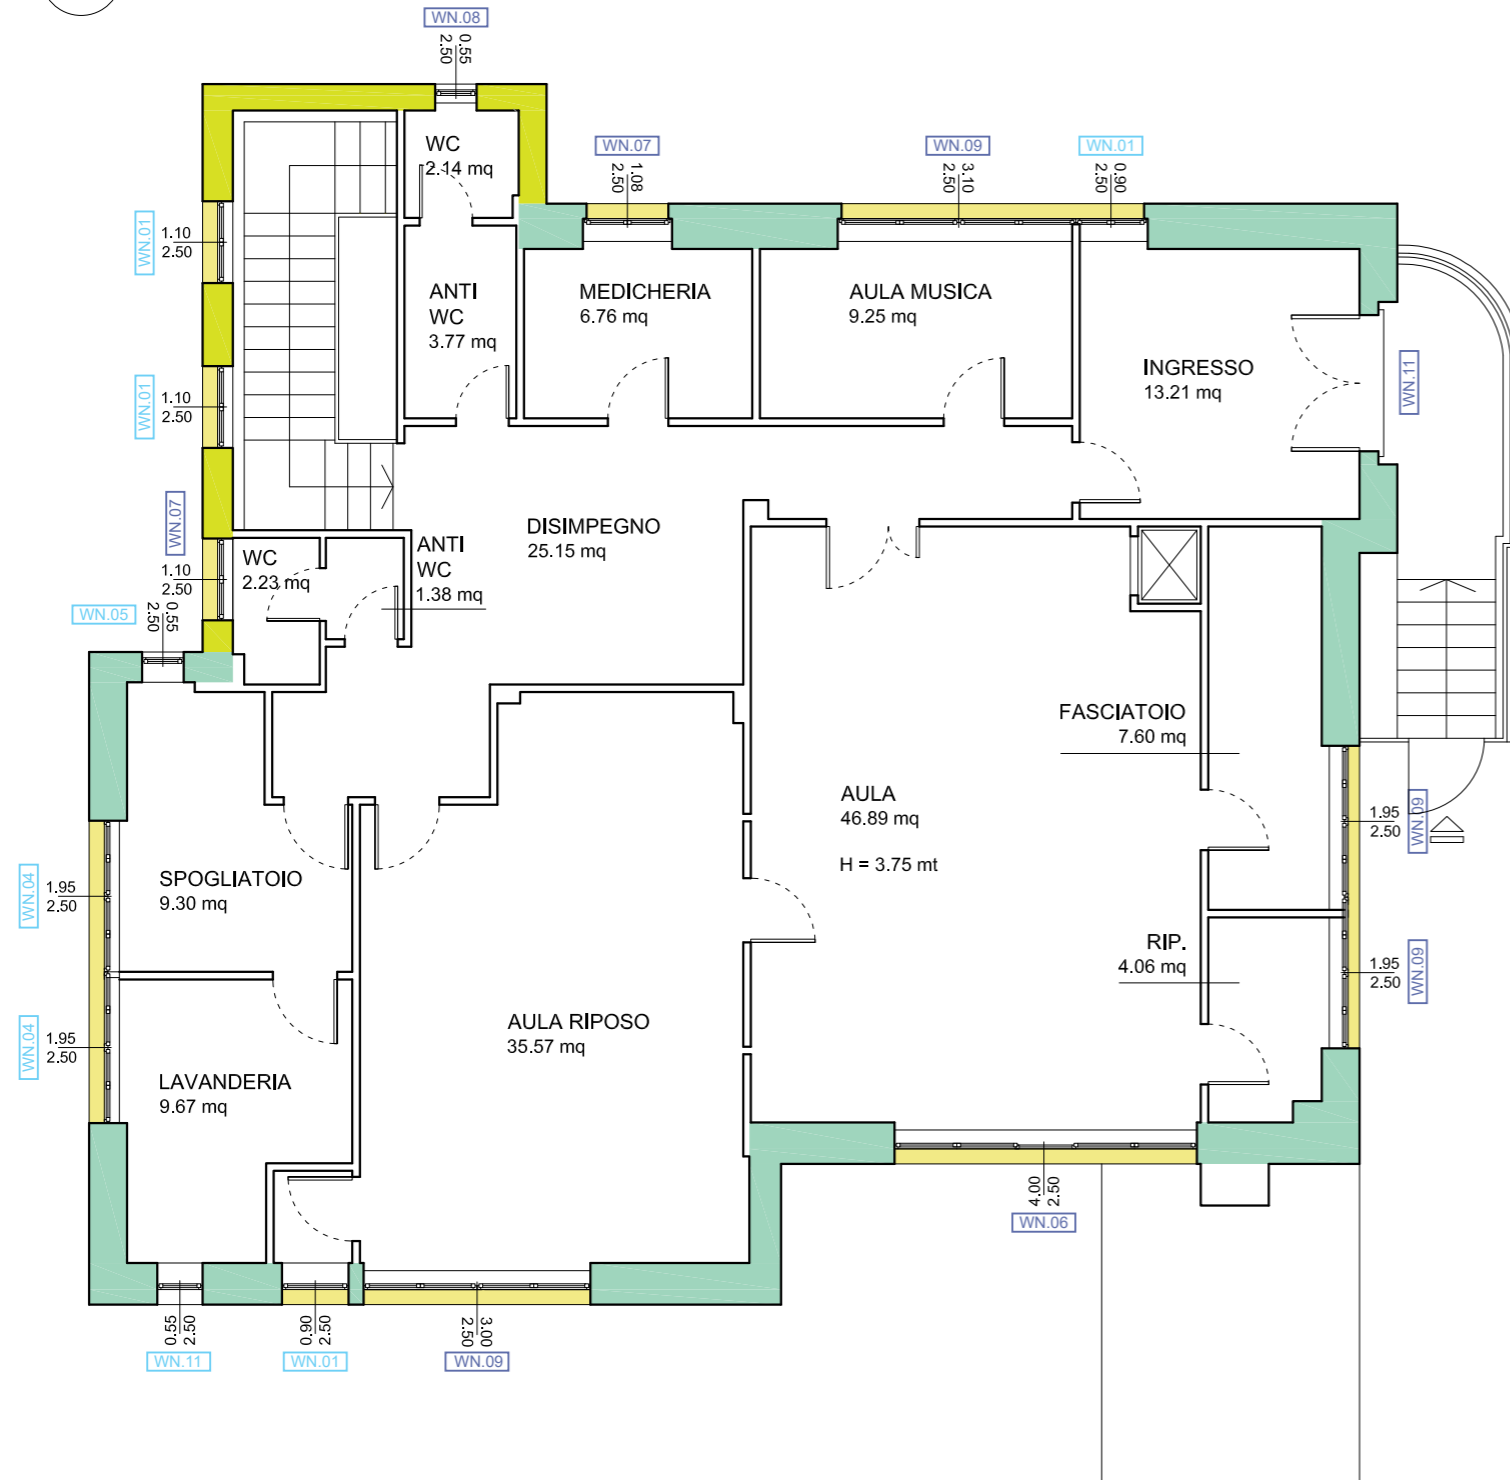 WN.08
0.55
2.50
WC
2.14 mq
WN.07
1.08
2.50
WN.09
3.10
2.50
WN.01
0.90
2.50
WN.01
1.10
2.50
ANTI
WC
3.77 mq
MEDICHERIA
6.76 mq
AULA MUSICA
9.25 mq
INGRESSO
13.21 mq
WN.11
WN.01
1.10
2.50
WN.07
1.10
2.50
WC
2.23 mq
ANTI
WC
1.38 mq
DISIMPEGNO
25.15 mq
WN.05
0.55
2.50
FASCIATOIO
7.60 mq
AULA
46.89 mq
H = 3.75 mt
1.95
2.50
WN.09
WN.04
1.95
2.50
SPOGLIATOIO
9.30 mq
RIP.
4.06 mq
1.95
2.50
WN.09
WN.04
1.95
2.50
AULA RIPOSO
35.57 mq
LAVANDERIA
9.67 mq
4.00
2.50
WN.06
0.55
2.50
WN.11
0.90
2.50
WN.01
3.00
2.50
WN.09